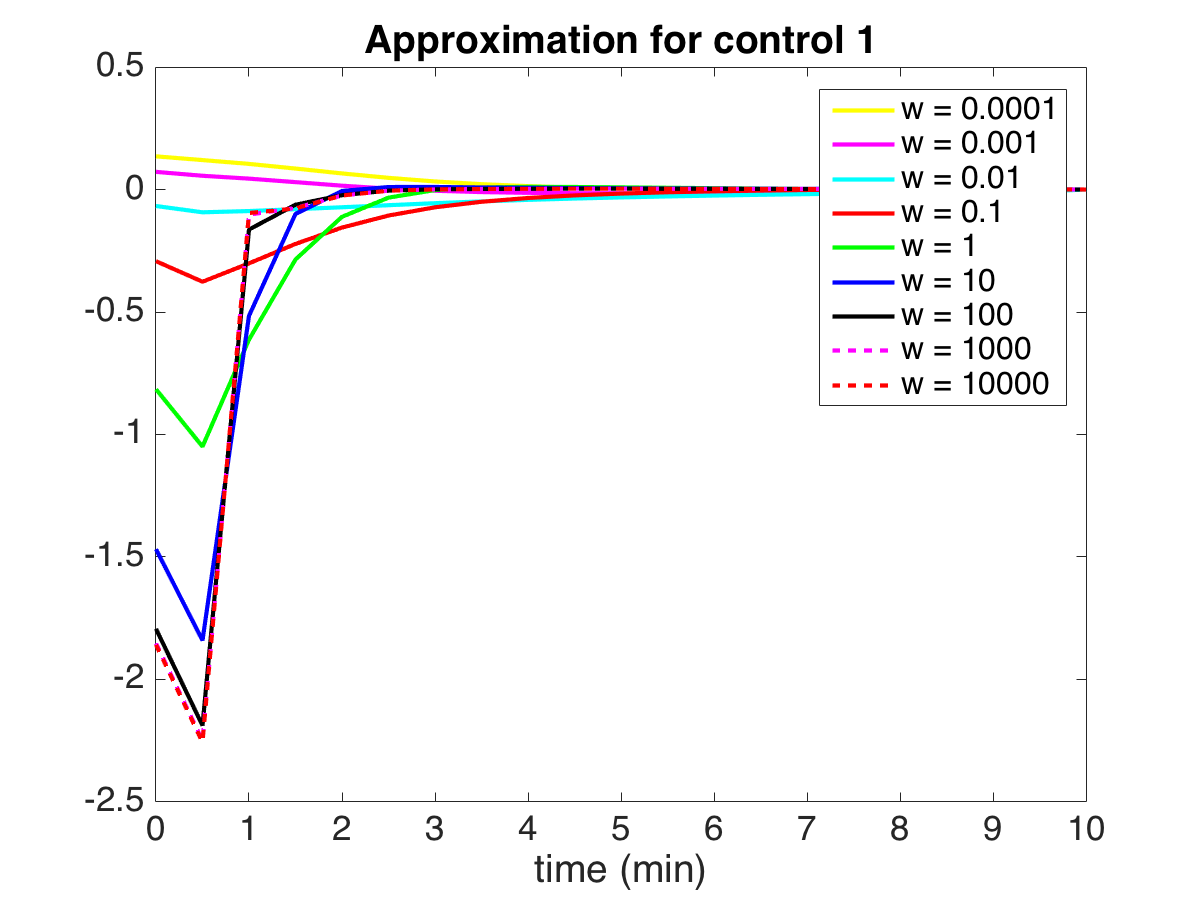 Approximation for control 1
0.5
0
-0.5
-1
-1.5
-2
-2.5
w = 0.0001
w = 0.001
w = 0.01
w = 0.1
w = 1
w = 10
w = 100
w = 1000
w = 10000
0 1 2 3 4 5 6 7 8 9 10
time (min)